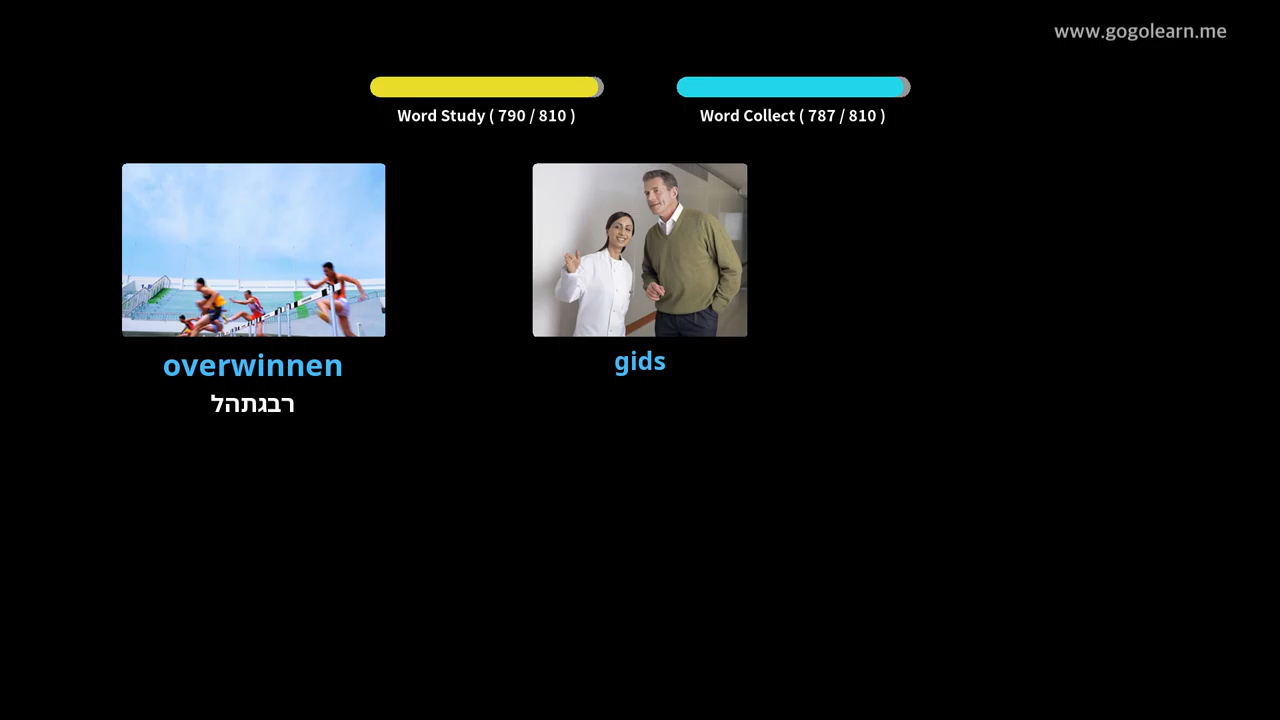 www.gogolearn.me
Word Study ( 790 / 810 )
Word Collect ( 787 / 810 )
overwinnen
רבגתהל
gids